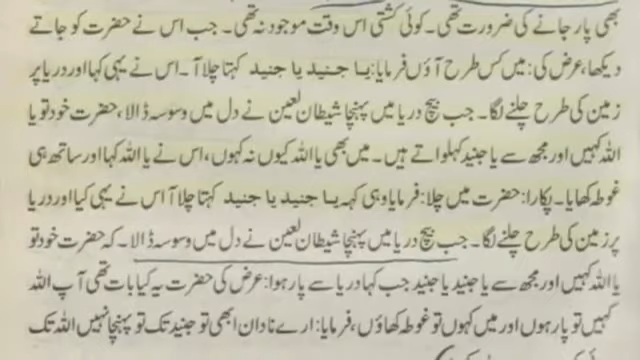 بھی پار جانے کی ضرورت تھی۔ کوئی کشتی اس وقت موجود نہ تھی۔ جب اس نے حضرت کو جاتے
دیکھا، عرض کی: میں کس طرح آؤں فرمایا: یا جنید یا جنید کہتا چلا آ۔ اس نے یہی کہا اور دریا پر
زمین کی طرح چلنے لگا۔ جب بیچ دریا میں پہنچا شیطان لعین نے دل میں وسوسہ ڈالا، حضرت خود تو یا
اللہ کہیں اور مجھ سے یا جنید کہلواتے ہیں۔ میں بھی یا اللہ کیوں نہ کہوں، اس نے یا اللہ کہا اور ساتھ ہی
غوطہ کھایا۔ پکارا: حضرت میں چلا: فرمایا وہی کہہ یا جنید یا جنید کہتا چلا آ اس نے یہی کیا اور دریا
پر زمین کی طرح چلنے لگا۔ جب بیچ دریا میں پہنچا شیطان لعین نے دل میں وسوسہ ڈالا۔ کہ حضرت خود تو
یا اللہ کہیں اور مجھ سے یا جنید یا جنید جب کہا دریا سے پار ہوا: عرض کی حضرت یہ کیا بات تھی آپ اللہ
کہیں تو پار ہوں اور میں کہوں تو غوطہ کھاؤں، فرمایا: ارے نادان ابھی تو جنید تک تو پہنچا نہیں اللہ تک